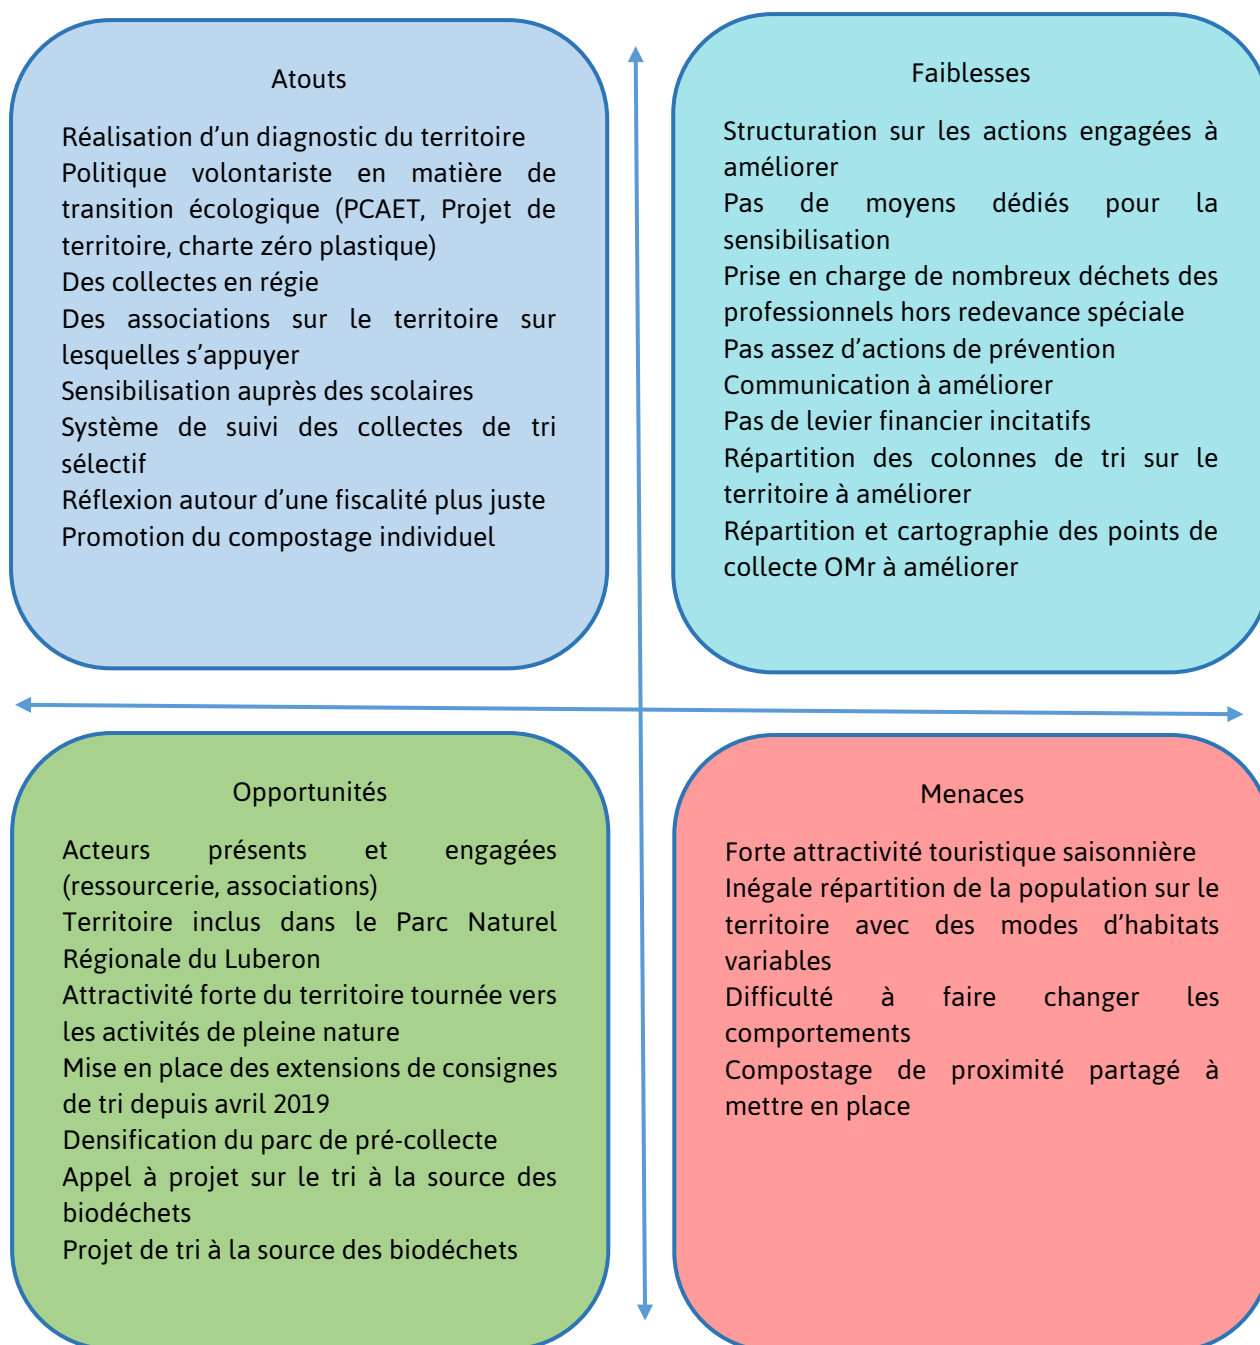 Atouts
Réalisation d’un diagnostic du territoire
Politique volontariste en matière de
transition écologique (PCAET, Projet de
territoire, charte zéro plastique)
Des collectes en régie
Des associations sur le territoire sur
lesquelles s’appuyer
Sensibilisation auprès des scolaires
Système de suivi des collectes de tri
sélectif
Réflexion autour d’une fiscalité plus juste
Promotion du compostage individuel
Faiblesses
Structuration sur les actions engagées à
améliorer
Pas de moyens dédiés pour la
sensibilisation
Prise en charge de nombreux déchets des
professionnels hors redevance spéciale
Pas assez d’actions de prévention
Communication à améliorer
Pas de levier financier incitatifs
Répartition des colonnes de tri sur le
territoire à améliorer
Répartition et cartographie des points de
collecte OMr à améliorer
Opportunités
Acteurs présents et engagées
(ressourcerie, associations)
Territoire inclus dans le Parc Naturel
Régionale du Luberon
Attractivité forte du territoire tournée vers
les activités de pleine nature
Mise en place des extensions de consignes
de tri depuis avril 2019
Densification du parc de pré-collecte
Appel à projet sur le tri à la source des
biodéchets
Projet de tri à la source des biodéchets
Menaces
Forte attractivité touristique saisonnière
Inégale répartition de la population sur le
territoire avec des modes d’habitats
variables
Difficulté à faire changer les
comportements
Compostage de proximité partagé à
mettre en place